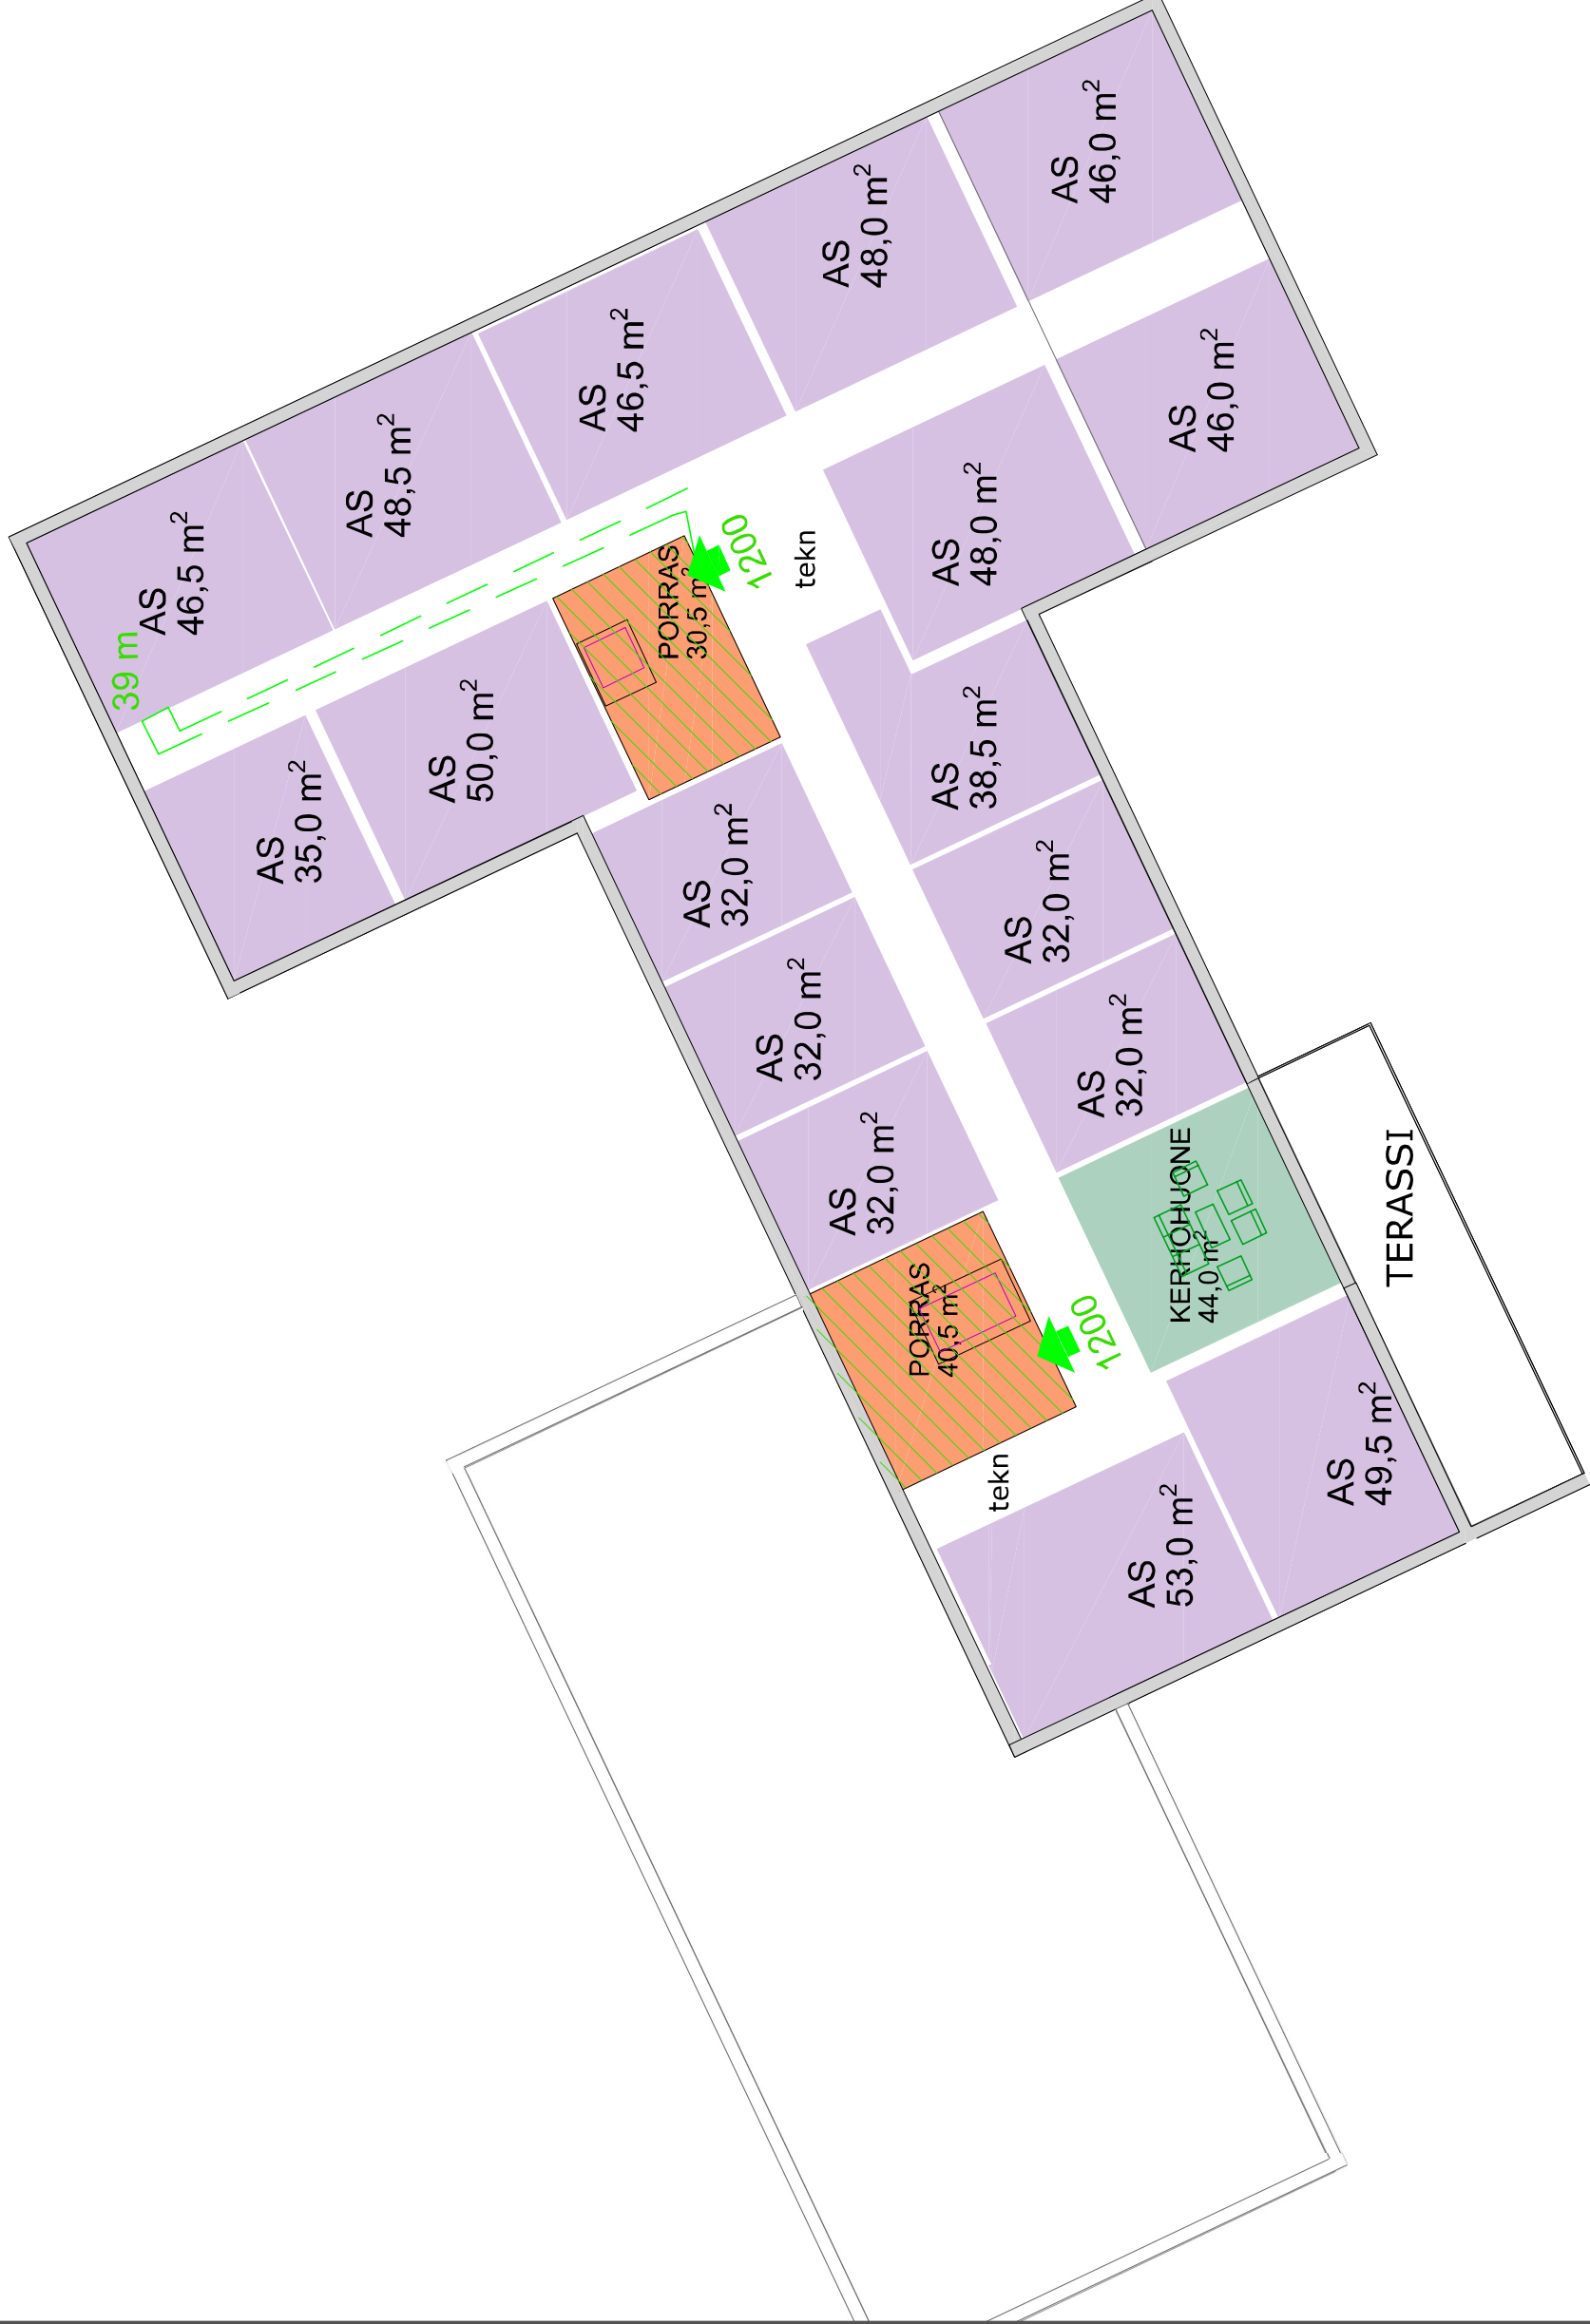 AS
46,0 m²
AS
48,0 m²
AS
46,5 m²
AS
46,0 m²
AS
48,5 m²
AS
48,0 m²
AS
46,5 m²
39 m
1200
tekn
PORRAS
30,5 m²
AS
50,0 m²
AS
38,5 m²
AS
35,0 m²
AS
32,0 m²
AS
32,0 m²
AS
32,0 m²
AS
32,0 m²
AS
32,0 m²
KERHOHUONE
44,0 m²
TERASSI
PORRAS
40,5 m²
1200
tekn
AS
49,5 m²
AS
53,0 m²